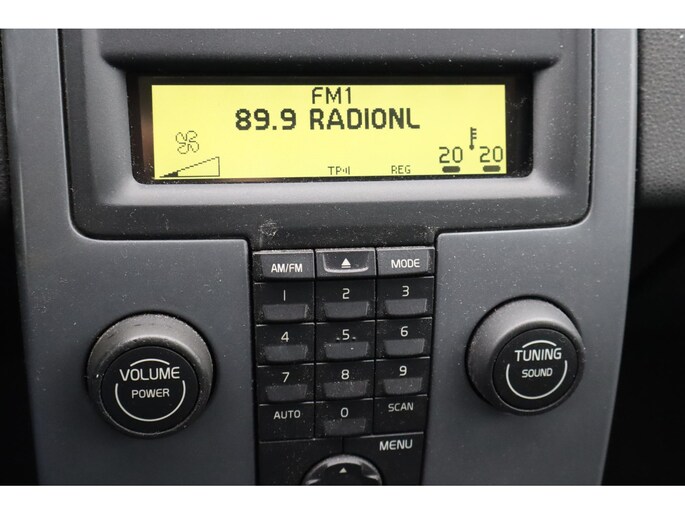 FM1
89.9 RADIONL
20 20
TP REG
AM/FM MODE
1 2 3
4 5 6
7 8 9
AUTO 0 SCAN
MENU
VOLUME
POWER
TUNING
SOUND